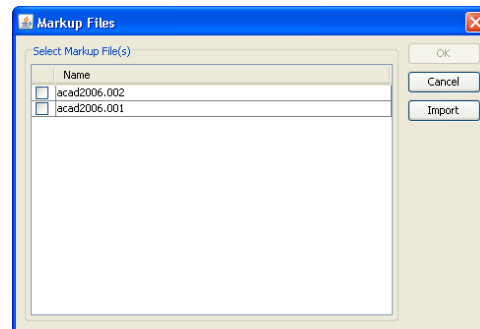 Markup Files
Select Markup File(s)
Name
acad2006.002
acad2006.001
OK
Cancel
Import